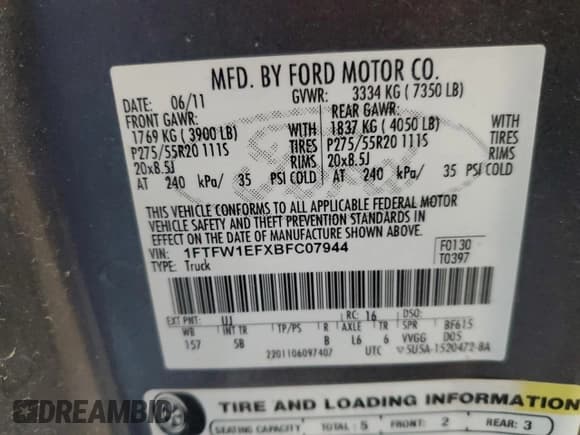 MFD. BY FORD MOTOR CO.
DATE: 06/11 GVWR: 3334 KG ( 7350 LB)
FRONT GAWR: REAR GAWR:
1769 KG ( 3900 LB) 1837 KG ( 4050 LB)
P275/55R20 111S TIRES P275/55R20 111S TIRES
20x8.5J RIMS 20x8.5J RIMS
AT 240 kPa/ 35 PSI COLD AT 240 kPa/ 35 PSI COLD
THIS VEHICLE CONFORMS TO ALL APPLICABLE FEDERAL MOTOR
VEHICLE SAFETY AND THEFT PREVENTION STANDARDS IN
EFFECT ON THE DATE OF MANUFACTURE SHOWN ABOVE.
VIN: 1FTFW1EFXBFC07944 F0130
TYPE: Truck T0397
EXT PNT: UJ RC: 16 DSO:
WB INT TR TP/PS R AXLE TR SPR BF615
157 SB B L6 6 VVGG D05
2201106097407 UTC 5U5A-1520472-BA
TIRE AND LOADING INFORMATION
SEATING CAPACITY TOTAL : 5 FRONT: 2 REAR: 3
DREAMBID